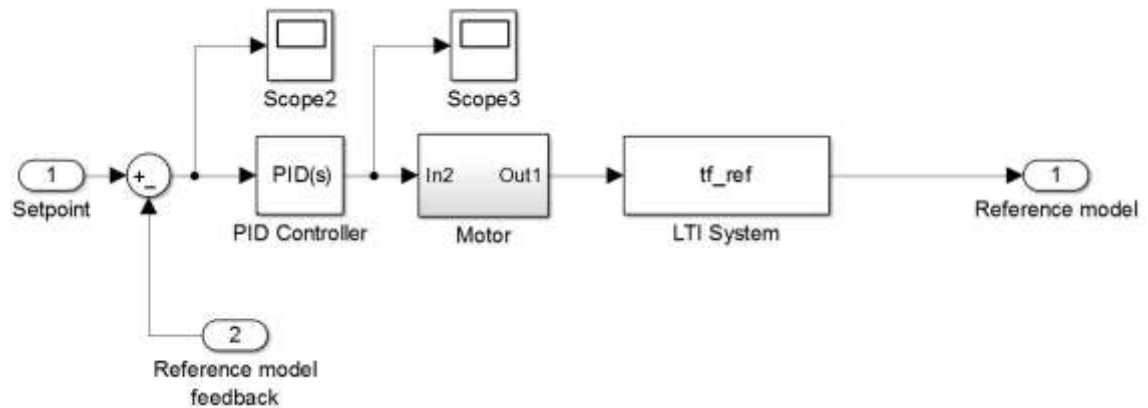 Scope2
Scope3
1
+
-
PID(s)
In2
Out1
tf_ref
1
Setpoint
PID Controller
Motor
LTI System
Reference model
2
Reference model
feedback